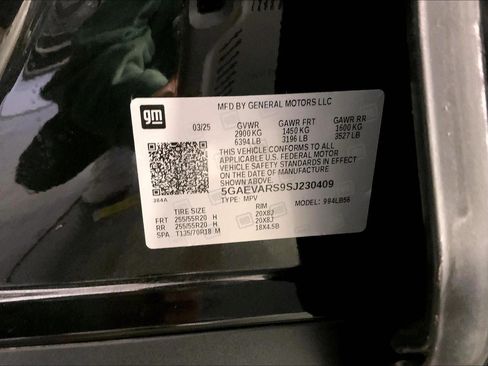 gm
MFD BY GENERAL MOTORS LLC
03/25 GVWR GAWR FRT GAWR RR
2900 KG 1450 KG 1600 KG
6394 LB 3196 LB 3527 LB
THIS VEHICLE CONFORMS TO ALL
APPLICABLE U.S. FEDERAL MOTOR
VEHICLE SAFETY STANDARDS IN EFFECT
ON THE DATE OF MANUFACTURE
SHOWN ABOVE.
5GAEVARS9SJ230409
384A TYPE: MPV MODEL: 994LB56
TIRE SIZE RIM
FRT 255/55R20 H 20X8J
RR 255/55R20 H 20X8J
SPA T135/70R18 M 18X4.5B